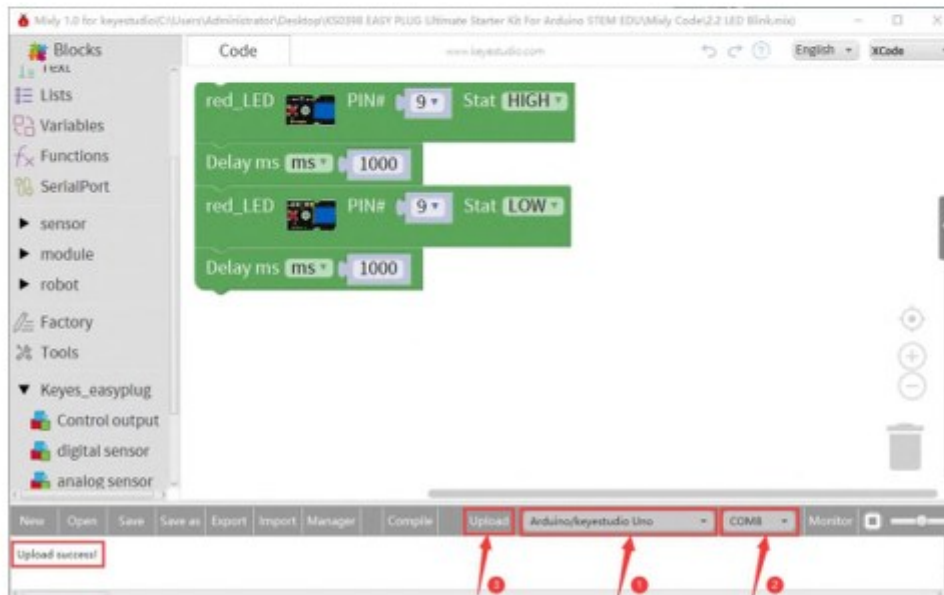 Mixly 1.0 for keyestudio(C:\Users\Administrator\Desktop\KS0398 EASY PLUG Ultimate Starter Kit For Arduino STEM EDU\Mixly Code\2.2 LED Blink.mix)
Blocks
Code
www.keyestudio.com
English
XCode
Text
Lists
Variables
Functions
SerialPort
sensor
module
robot
Factory
Tools
Keyes_easyplug
Control output
digital sensor
analog sensor
red_LED PIN# 9 Stat HIGH
Delay ms ms 1000
red_LED PIN# 9 Stat LOW
Delay ms ms 1000
New Open Save Save as Export Import Manager Compile Upload Arduino/keyestudio Uno COM8 Monitor
Upload success!
3 1 2